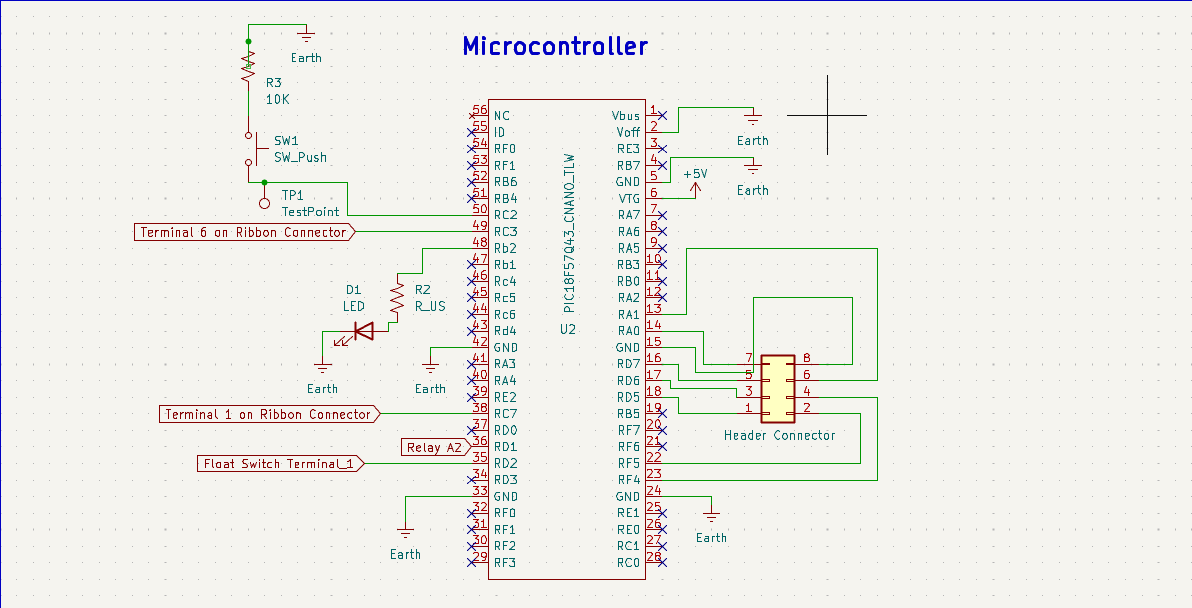 Microcontroller
Earth
R3
10K
SW1
SW_Push
TP1
TestPoint
Terminal 6 on Ribbon Connector
D1
LED
R2
R_US
Earth
Earth
Terminal 1 on Ribbon Connector
Relay A2
Float Switch Terminal_1
Earth
56 NC
55 ID
54 RF0
53 RF1
52 RB6
51 RB4
50 RC2
49 RC3
48 Rb2
47 Rb1
46 Rc4
45 Rc5
44 Rc6
43 Rd4
42 GND
41 RA3
40 RA4
39 RE2
38 RC7
37 RD0
36 RD1
35 RD2
34 RD3
33 GND
32 RF0
31 RF1
30 RF2
29 RF3
PIC18F57Q43_CNANO_TLW
U2
Vbus 1
Voff 2
RE3 3
RB7 4
GND 5
VTG 6
RA7 7
RA6 8
RA5 9
RB3 10
RB0 11
RA2 12
RA1 13
RA0 14
GND 15
RD7 16
RD6 17
RD5 18
RB5 19
RF7 20
RF6 21
RF5 22
RF4 23
GND 24
RE1 25
RE0 26
RC1 27
RC0 28
Earth
Earth
+5V
7 8
5 6
3 4
1 2
Header Connector
Earth